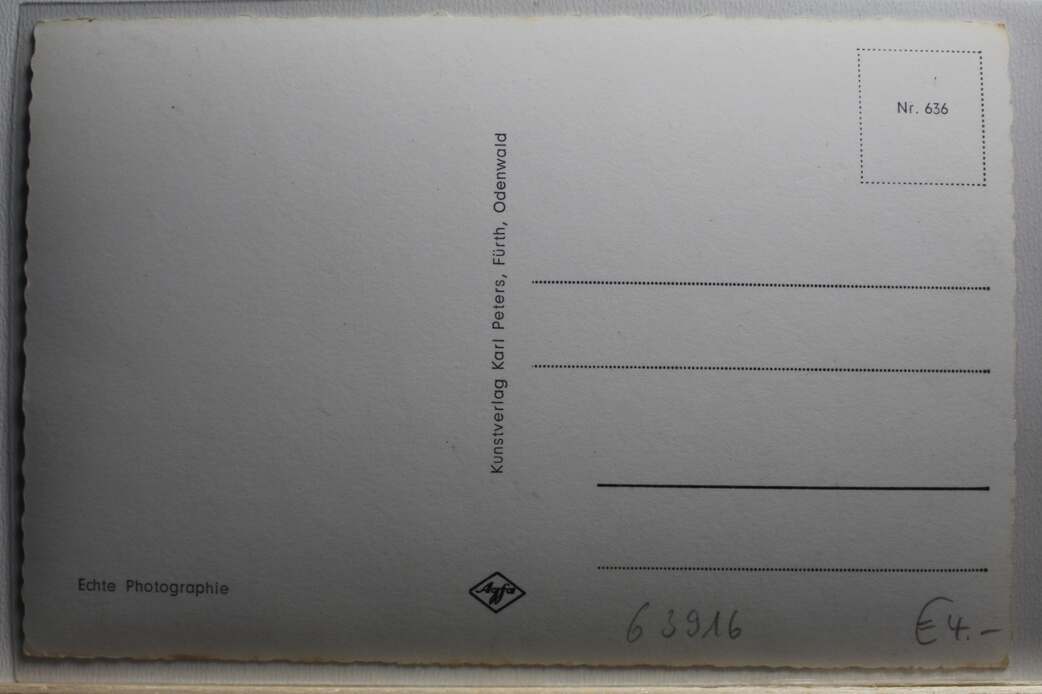 Nr. 636
Kunstverlag Karl Peters, Fürth, Odenwald
Echte Photographie
Agfa
63916
€ 4.-